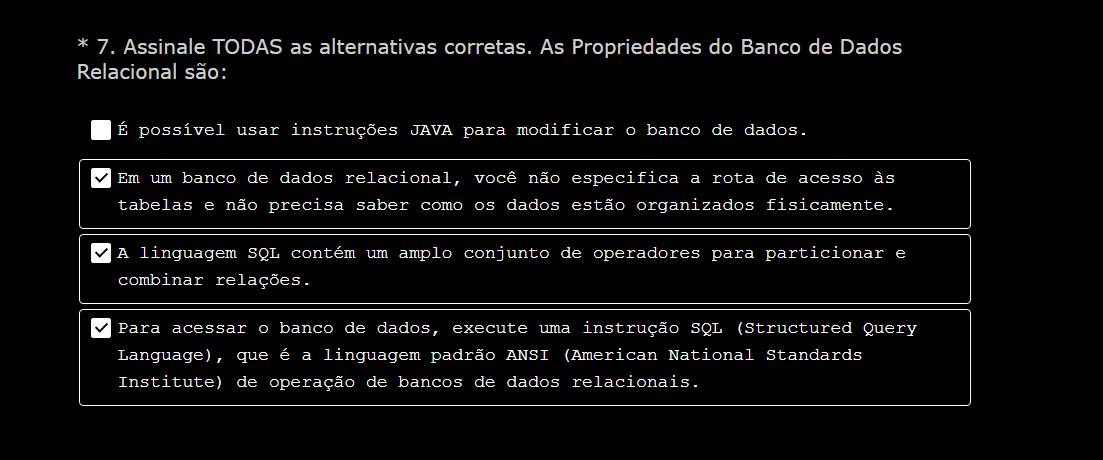 * 7. Assinale TODAS as alternativas corretas. As Propriedades do Banco de Dados
Relacional são:
É possível usar instruções JAVA para modificar o banco de dados.
Em um banco de dados relacional, você não especifica a rota de acesso às
tabelas e não precisa saber como os dados estão organizados fisicamente.
A linguagem SQL contém um amplo conjunto de operadores para particionar e
combinar relações.
Para acessar o banco de dados, execute uma instrução SQL (Structured Query
Language), que é a linguagem padrão ANSI (American National Standards
Institute) de operação de bancos de dados relacionais.